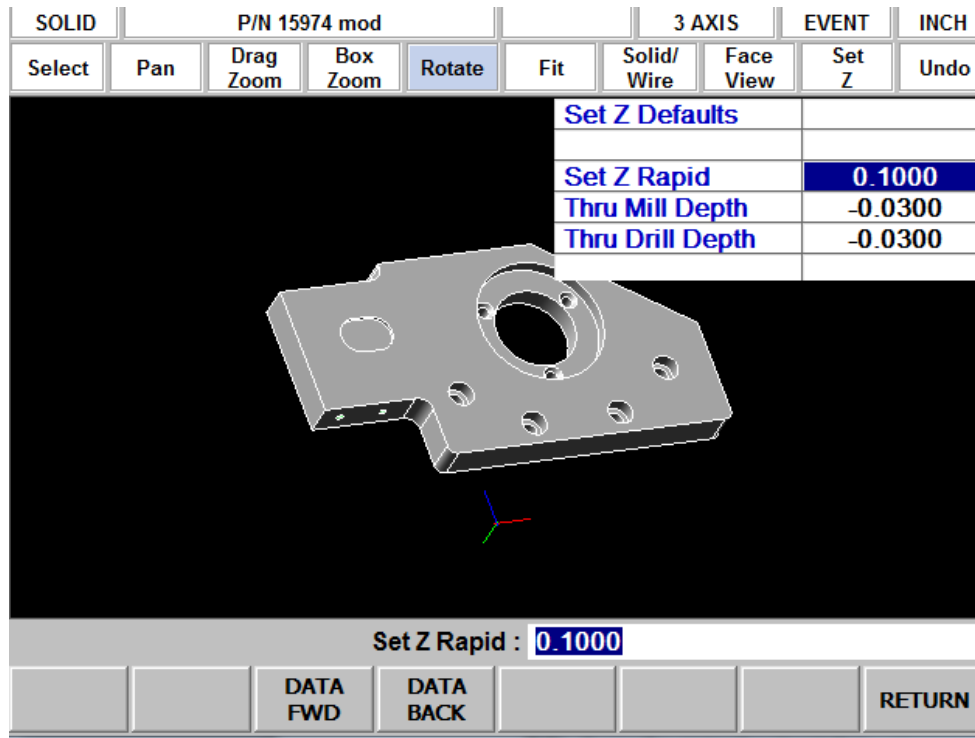 SOLID P/N 15974 mod 3 AXIS EVENT INCH
Select Pan Drag Zoom Box Zoom Rotate Fit Solid/ Wire Face View Set Z Undo
Set Z Defaults
Set Z Rapid 0.1000
Thru Mill Depth -0.0300
Thru Drill Depth -0.0300
Set Z Rapid : 0.1000
DATA FWD DATA BACK RETURN